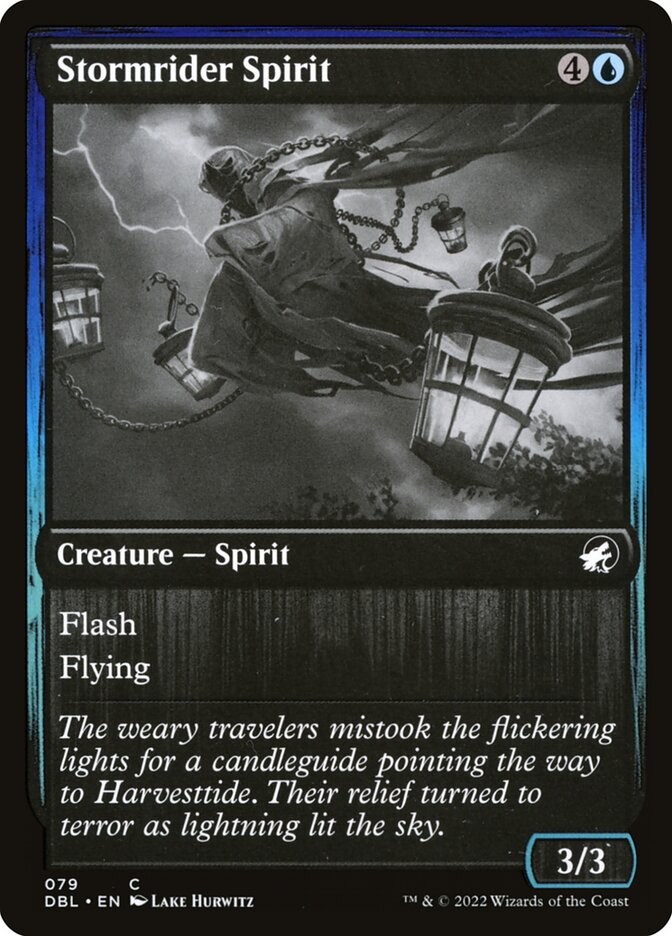 Stormrider Spirit 4
Creature — Spirit
Flash
Flying
The weary travelers mistook the flickering
lights for a candleguide pointing the way
to Harvesttide. Their relief turned to
terror as lightning lit the sky.
3/3
079 C
DBL • EN Lake Hurwitz ™ & © 2022 Wizards of the Coast